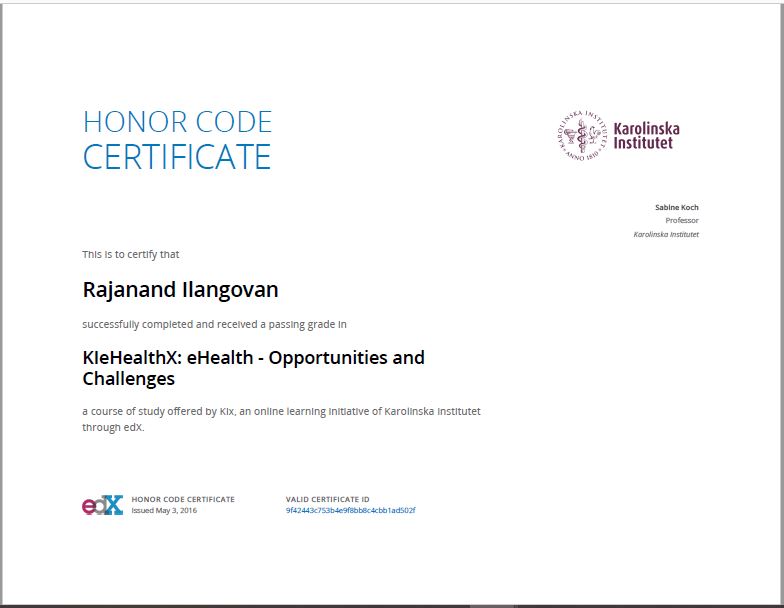 HONOR CODE
CERTIFICATE
KAROLINSKA INSTITUTET
ANNO 1810
Karolinska
Institutet
Sabine Koch
Professor
Karolinska Institutet
This is to certify that
Rajanand Ilangovan
successfully completed and received a passing grade in
KIeHealthX: eHealth - Opportunities and
Challenges
a course of study offered by KIx, an online learning initiative of Karolinska Institutet
through edX.
edX
HONOR CODE CERTIFICATE
Issued May 3, 2016
VALID CERTIFICATE ID
9f42443c753b4e9f8bb8c4cbb1ad502f